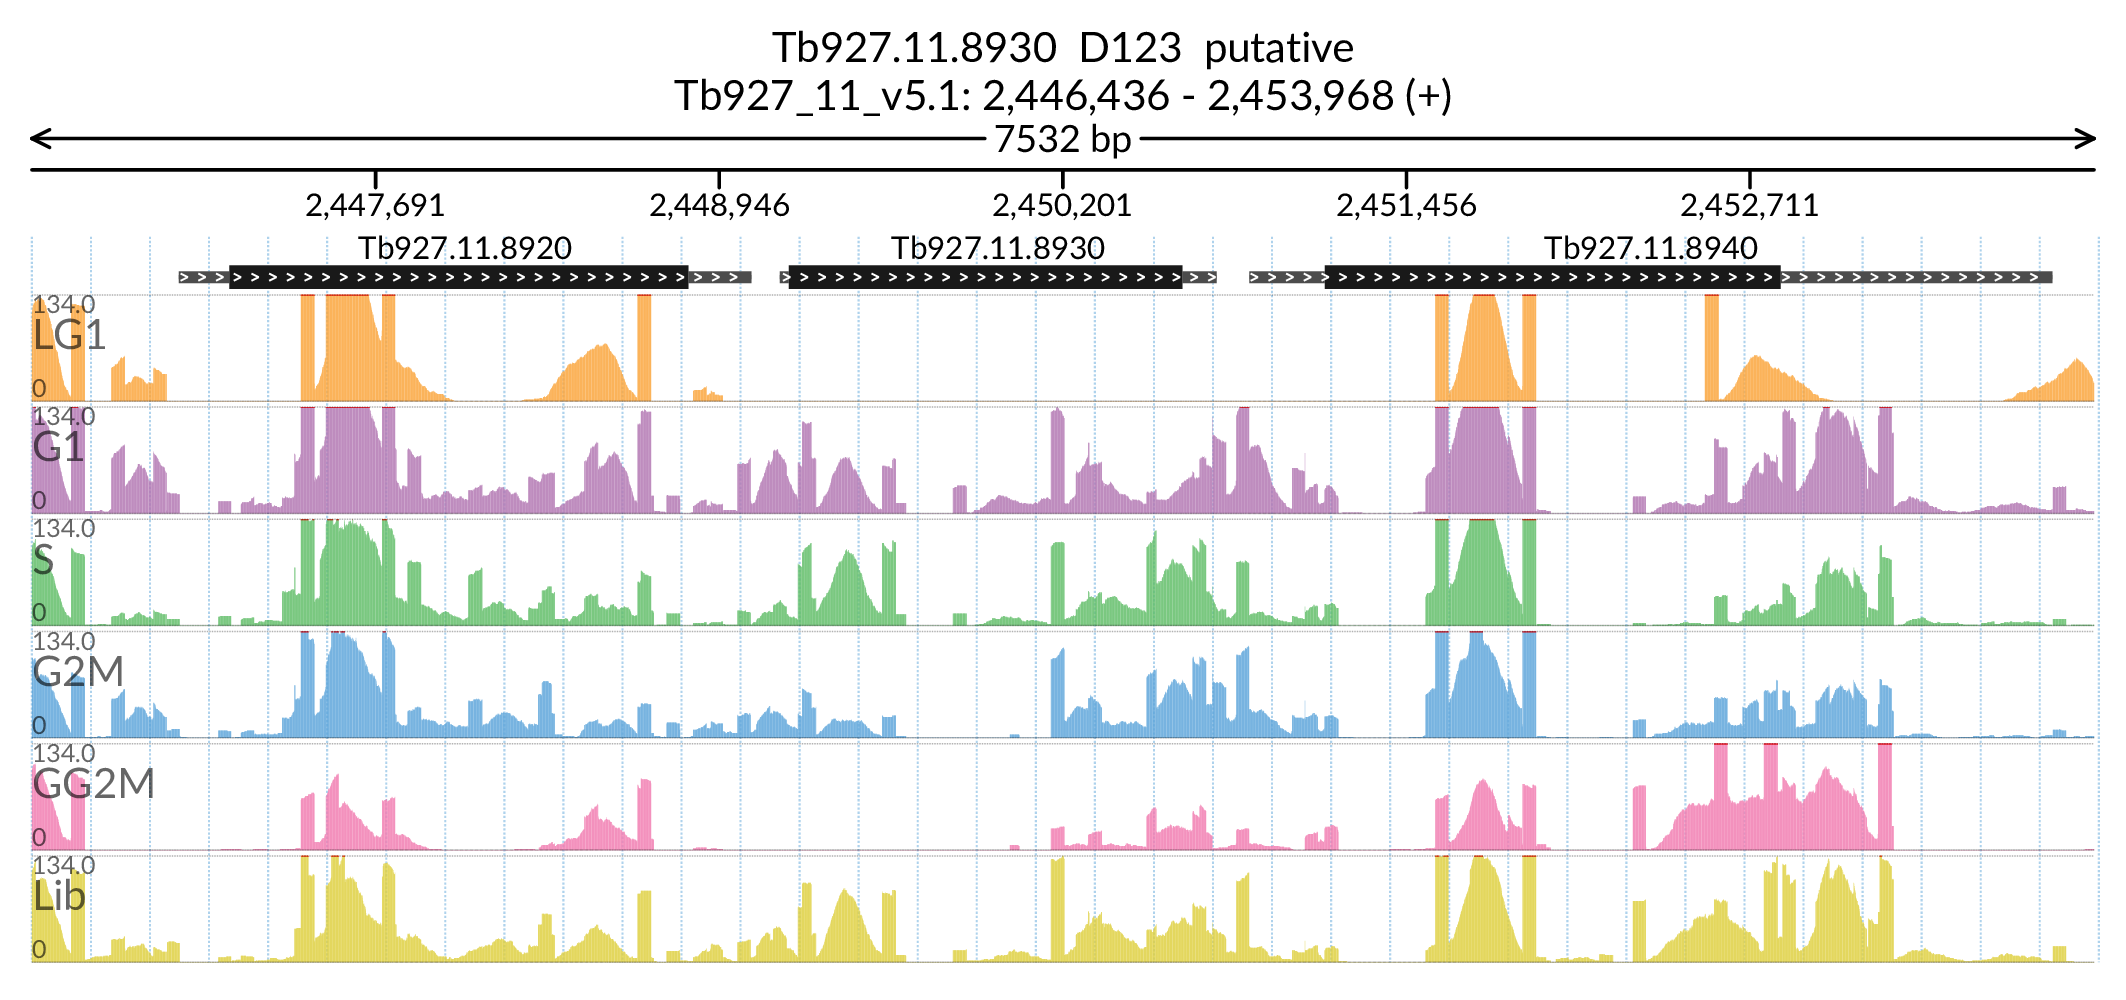 Tb927.11.8930 D123 putative
Tb927_11_v5.1: 2,446,436 - 2,453,968 (+)
7532 bp
2,447,691 2,448,946 2,450,201 2,451,456 2,452,711
Tb927.11.8920 Tb927.11.8930 Tb927.11.8940
134.0
LG1
0
134.0
G1
0
134.0
S
0
134.0
G2M
0
134.0
GG2M
0
134.0
Lib
0